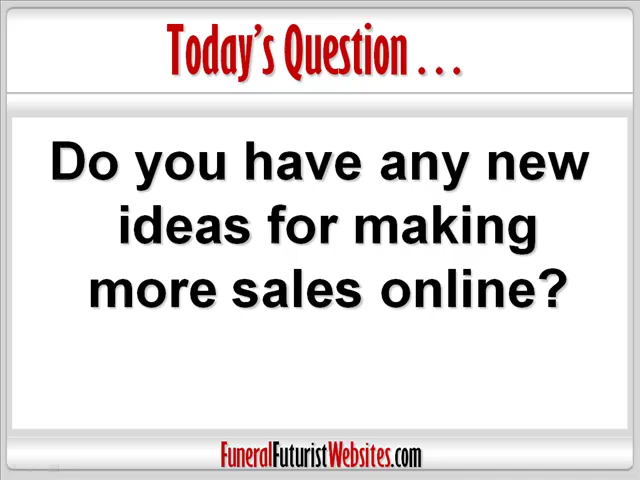 Today's Question . . .
Do you have any new
ideas for making
more sales online?
FuneralFuturistWebsites.com